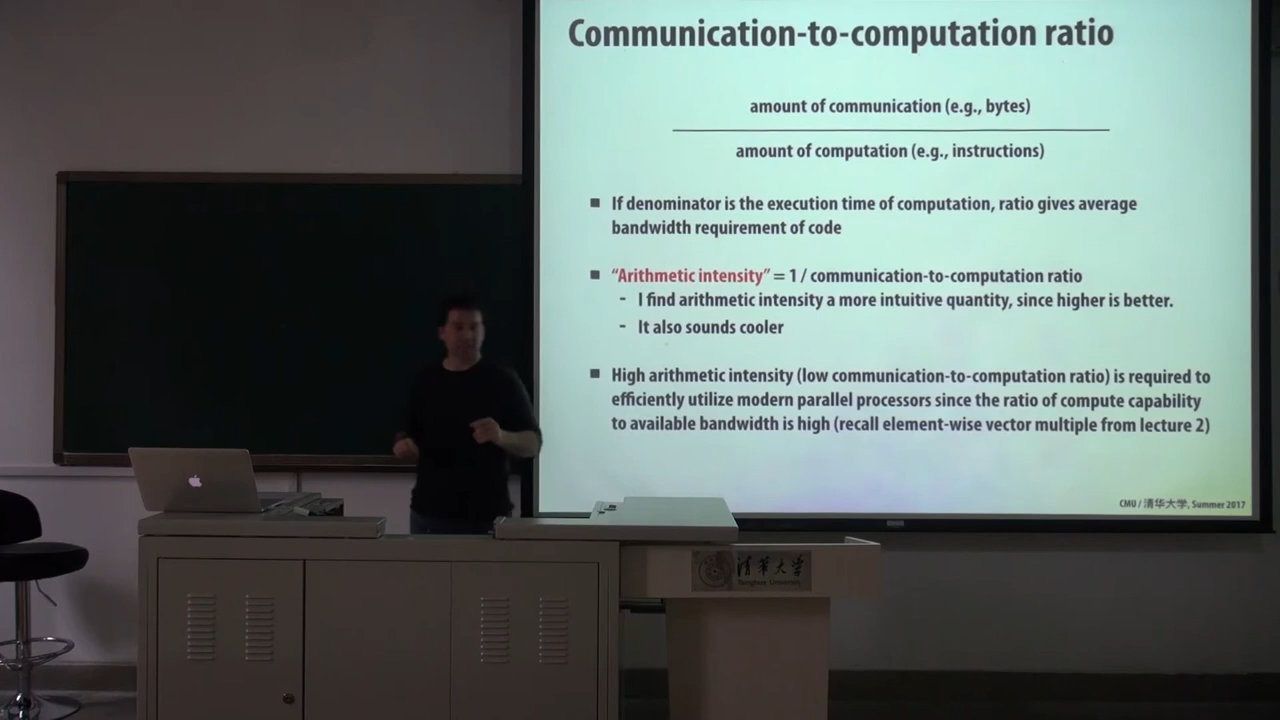 Communication-to-computation ratio
amount of communication (e.g., bytes)
amount of computation (e.g., instructions)
If denominator is the execution time of computation, ratio gives average
bandwidth requirement of code
“Arithmetic intensity” = 1 / communication-to-computation ratio
- I find arithmetic intensity a more intuitive quantity, since higher is better.
- It also sounds cooler
High arithmetic intensity (low communication-to-computation ratio) is required to
efficiently utilize modern parallel processors since the ratio of compute capability
to available bandwidth is high (recall element-wise vector multiple from lecture 2)
CMU / 清华大学, Summer 2017
清华大学
Tsinghua University